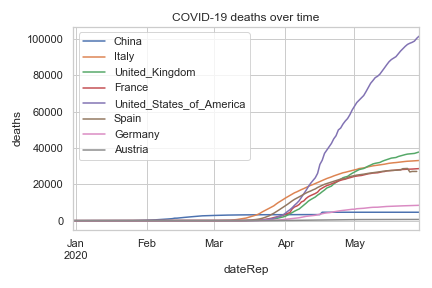 COVID-19 deaths over time
100000
80000
60000
40000
20000
0
deaths
China
Italy
United_Kingdom
France
United_States_of_America
Spain
Germany
Austria
Jan Feb Mar Apr May
2020
dateRep